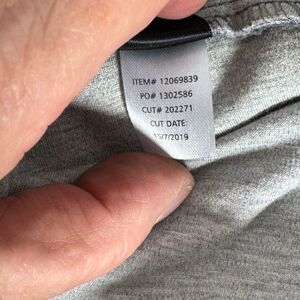 ITEM# 12069839
PO# 1302586
CUT# 202271
CUT DATE:
15/7/2019